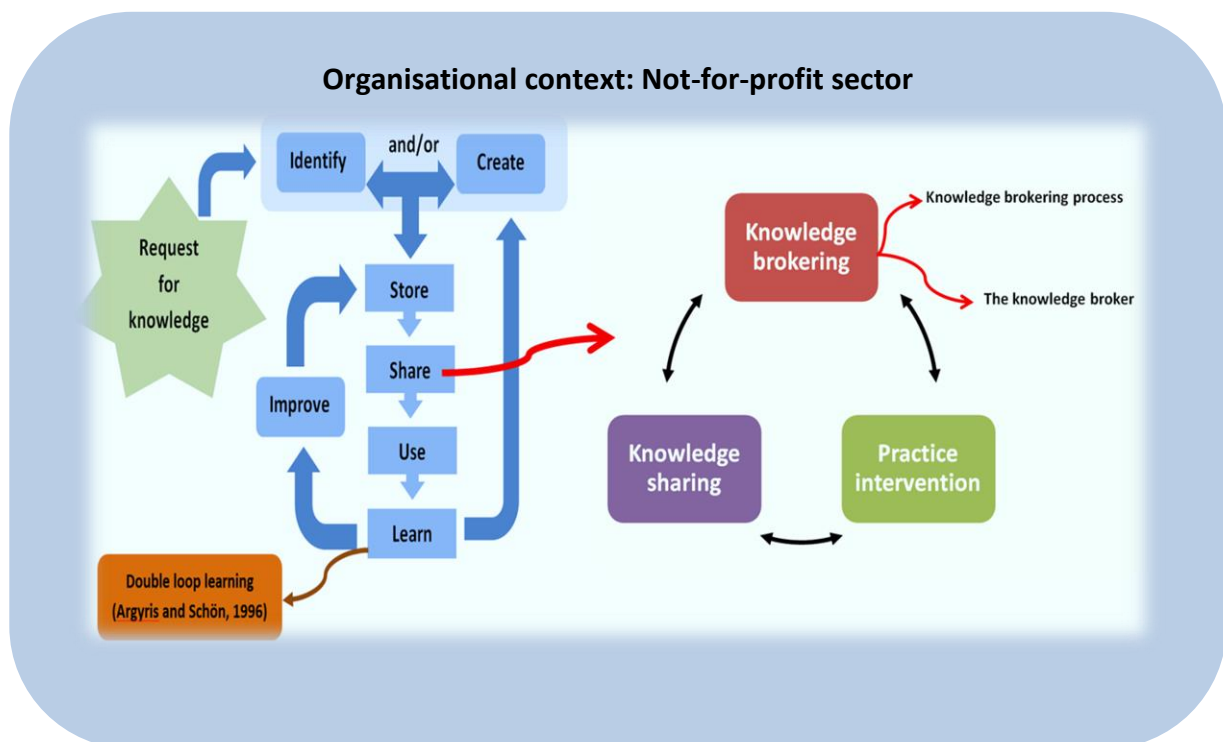 Organisational context: Not-for-profit sector
Identify
and/or
Create
Request
for
knowledge
Store
Share
Improve
Use
Learn
Double loop learning
(Argyris and Schön, 1996)
Knowledge
brokering
Knowledge brokering process
The knowledge broker
Knowledge
sharing
Practice
intervention